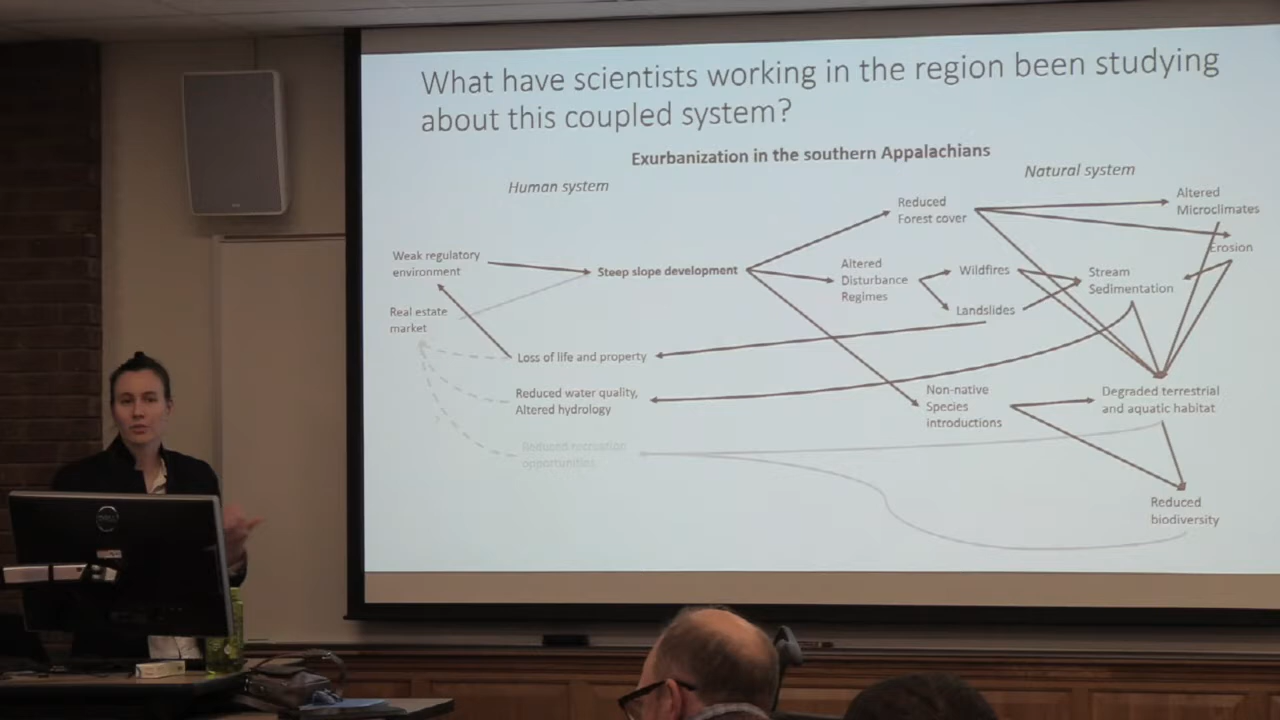 What have scientists working in the region been studying
about this coupled system?
Exurbanization in the southern Appalachians
Human system
Natural system
Weak regulatory
environment
Real estate
market
Steep slope development
Loss of life and property
Reduced water quality,
Altered hydrology
Reduced recreation
opportunities
Reduced
Forest cover
Altered
Disturbance
Regimes
Wildfires
Landslides
Non-native
Species
introductions
Altered
Microclimates
Erosion
Stream
Sedimentation
Degraded terrestrial
and aquatic habitat
Reduced
biodiversity
DELL